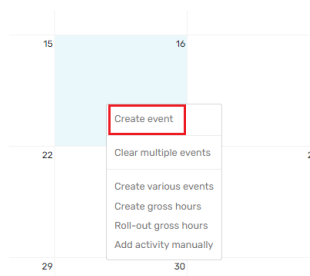 15 16
Create event
Clear multiple events
22
Create various events
Create gross hours
Roll-out gross hours
Add activity manually
29 30